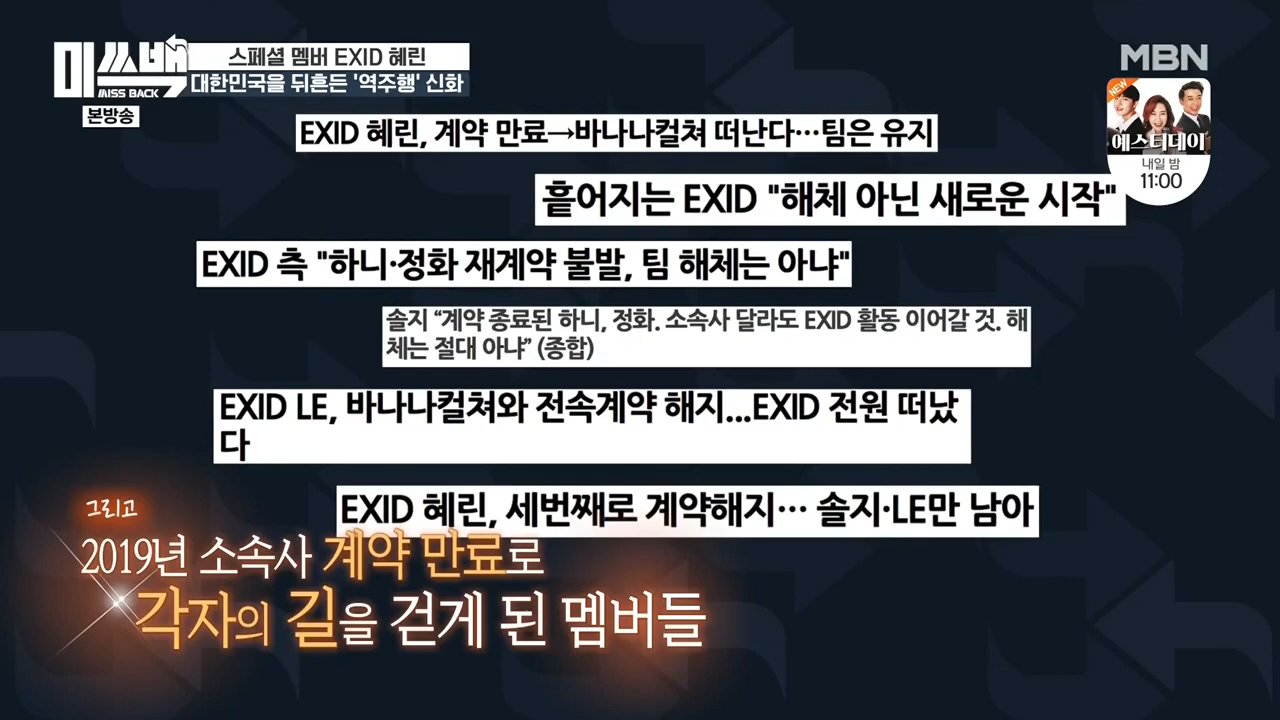 미쓰백
MISS BACK
본방송
스페셜 멤버 EXID 혜린
대한민국을 뒤흔든 '역주행' 신화
MBN
NEW
예스터데이
내일 밤
11:00
EXID 혜린, 계약 만료→바나나컬쳐 떠난다…팀은 유지
흩어지는 EXID "해체 아닌 새로운 시작"
EXID 측 "하니·정화 재계약 불발, 팀 해체는 아냐"
솔지 “계약 종료된 하니, 정화. 소속사 달라도 EXID 활동 이어갈 것. 해
체는 절대 아냐” (종합)
EXID LE, 바나나컬쳐와 전속계약 해지...EXID 전원 떠났
다
EXID 혜린, 세번째로 계약해지… 솔지·LE만 남아
그리고
2019년 소속사 계약 만료로
각자의 길을 걷게 된 멤버들